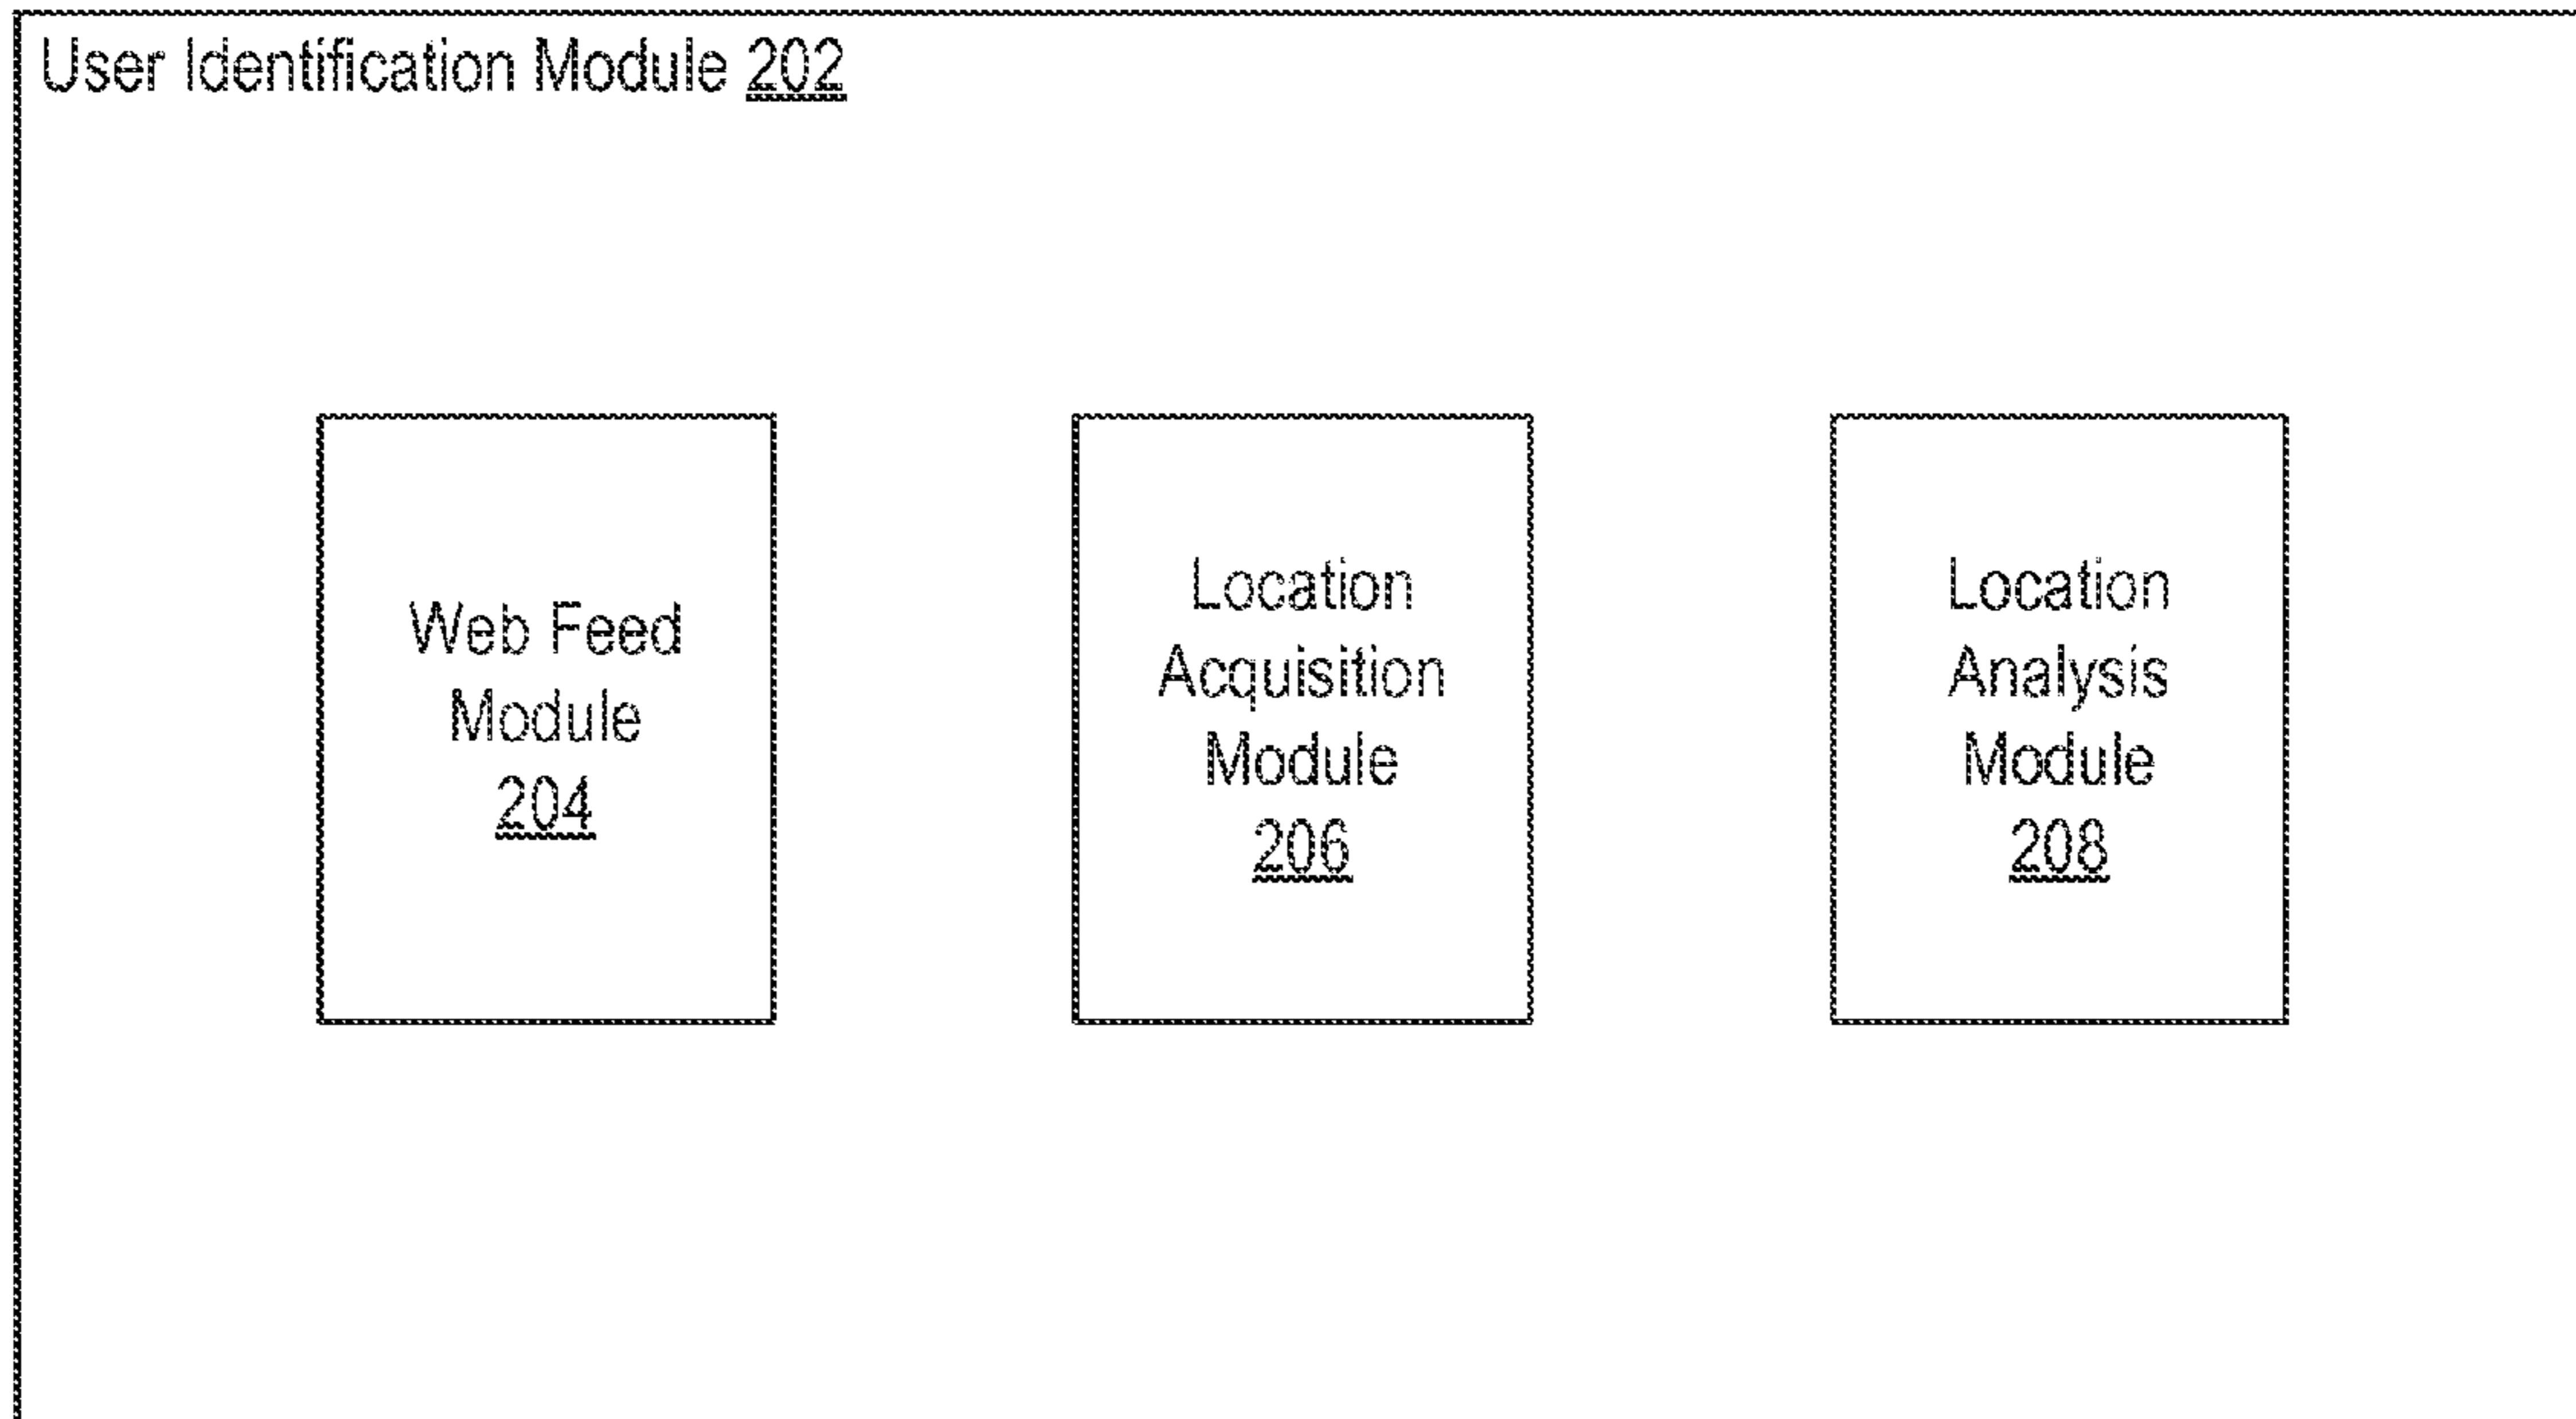 User Identification Module 202
Web Feed
Module
204
Location
Acquisition
Module
206
Location
Analysis
Module
208